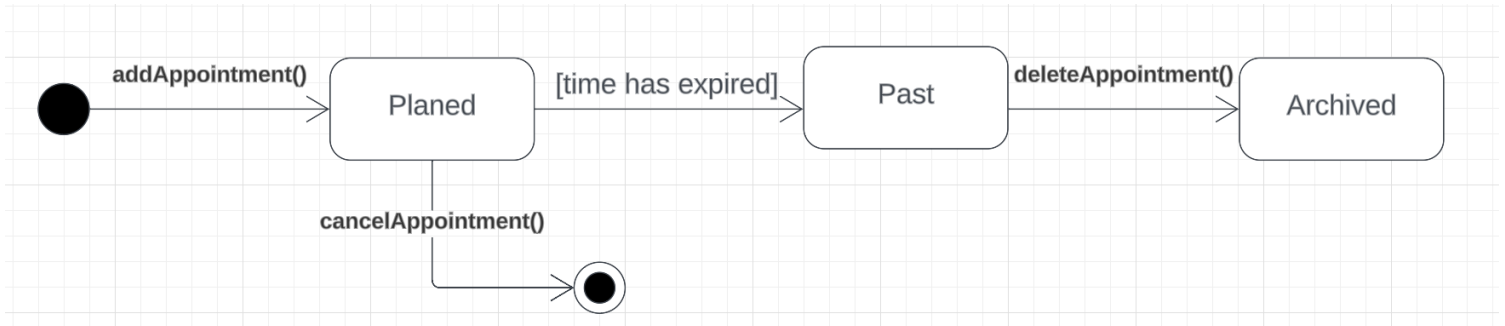 addAppointment()
Planed
[time has expired]
Past
deleteAppointment()
Archived
cancelAppointment()